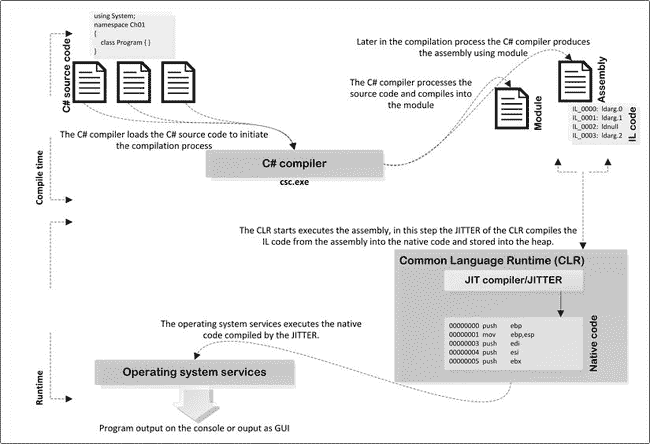 using System;
namespace Ch01
{
class Program { }
}
C# source code
The C# compiler loads the C# source code to initiate
the compilation process
C# compiler
csc.exe
Later in the compilation process the C# compiler produces
the assembly using module
The C# compiler processes the
source code and compiles into
the module
Module
Assembly
IL_0000: ldarg.0
IL_0001: ldarg.1
IL_0002: ldnull
IL_0003: ldarg.2
IL code
Compile time
The CLR starts executes the assembly, in this step the JITTER of the CLR compiles the
IL code from the assembly into the native code and stored into the heap.
Common Language Runtime (CLR)
JIT compiler/JITTER
00000000 push ebp
00000001 mov ebp,esp
00000003 push edi
00000004 push esi
00000005 push ebx
Native code
The operating system services executes the native
code compiled by the JITTER.
Operating system services
Runtime
Program output on the console or ouput as GUI